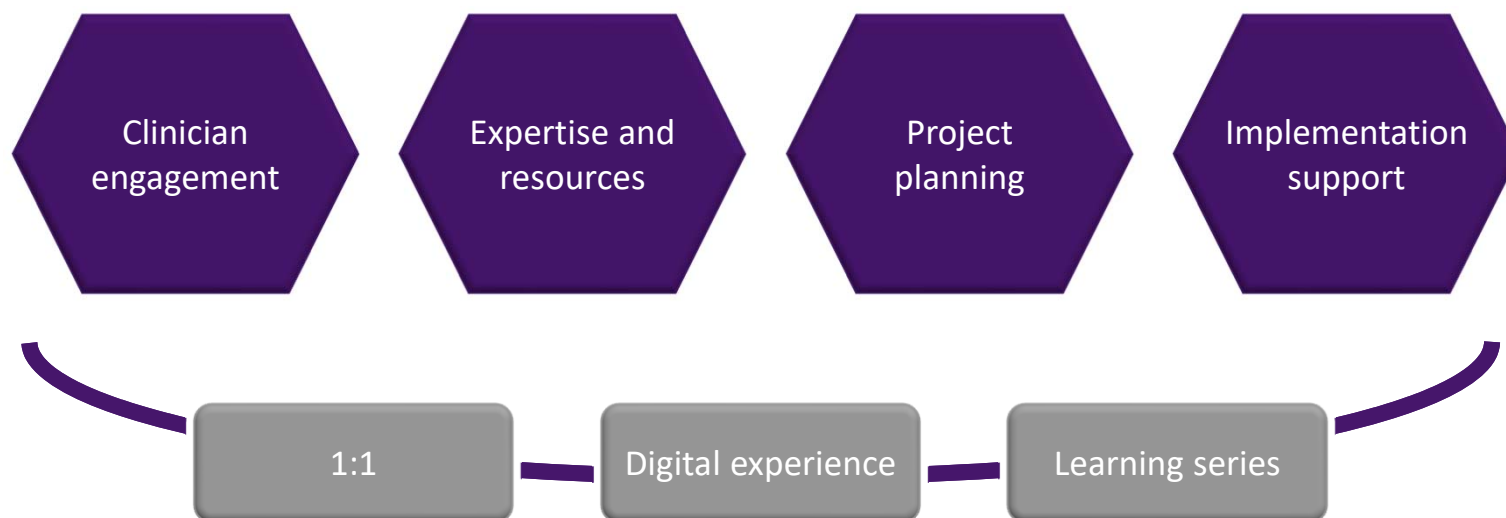 Clinician
engagement
Expertise and
resources
Project
planning
Implementation
support
1:1
Digital experience
Learning series